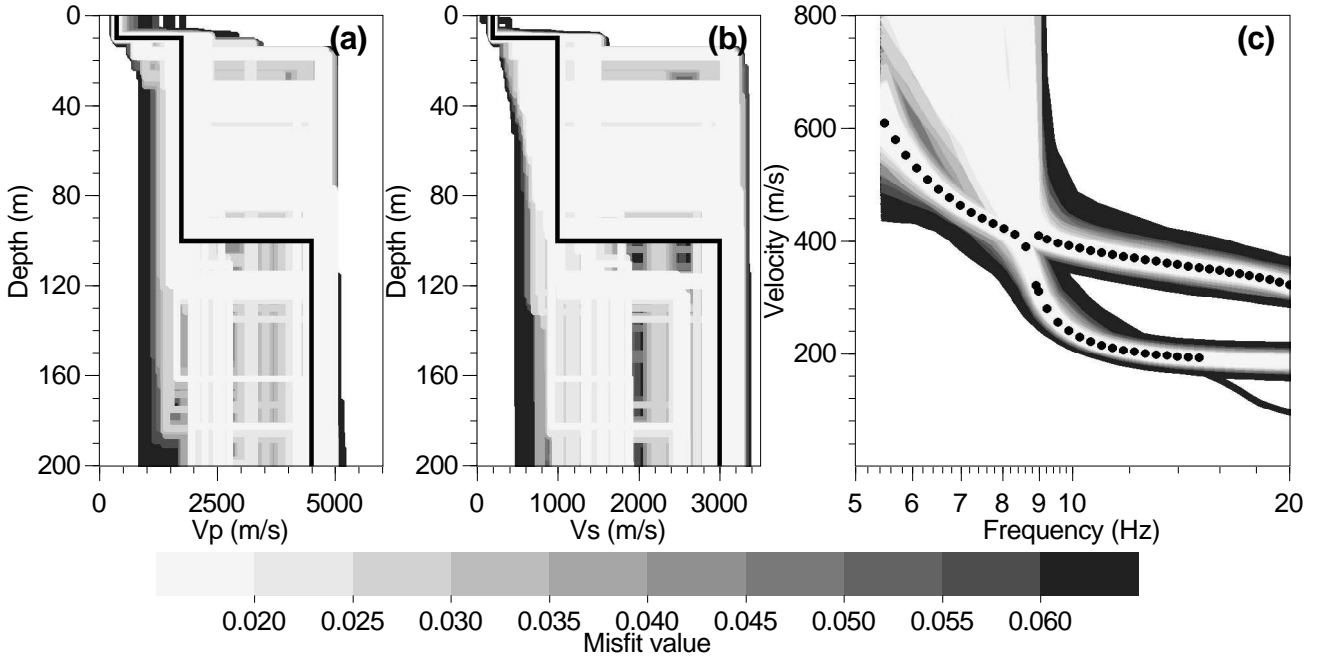 (a)
0
40
80
120
160
200
Depth (m)
0 2500 5000
Vp (m/s)
(b)
0
40
80
120
160
200
Depth (m)
0 1000 2000 3000
Vs (m/s)
(c)
800
600
400
200
Velocity (m/s)
5 6 7 8 9 10 20
Frequency (Hz)
0.020 0.025 0.030 0.035 0.040 0.045 0.050 0.055 0.060
Misfit value